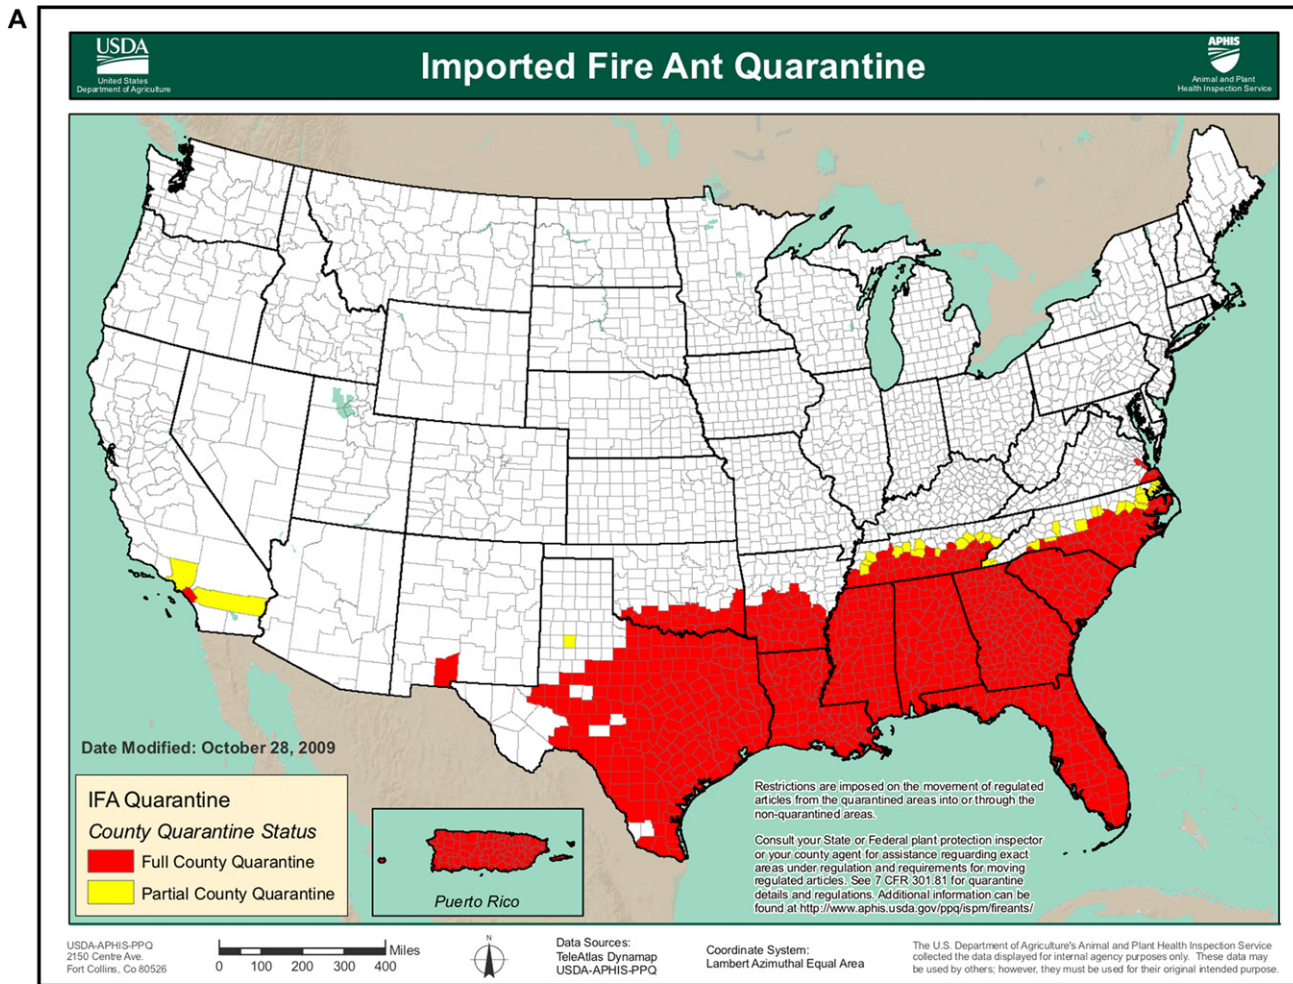 A
USDA
United States
Department of Agriculture
Imported Fire Ant Quarantine
APHIS
Animal and Plant
Health Inspection Service
Date Modified: October 28, 2009
IFA Quarantine
County Quarantine Status
Full County Quarantine
Partial County Quarantine
Puerto Rico
Restrictions are imposed on the movement of regulated
articles from the quarantined areas into or through the
non-quarantined areas.
Consult your State or Federal plant protection inspector
or your county agent for assistance reguarding exact
areas under regulation and requirements for moving
regulated articles. See 7 CFR 301.81 for quarantine
details and regulations. Additional information can be
found at http://www.aphis.usda.gov/ppq/ispm/fireants/
USDA-APHIS-PPQ
2150 Centre Ave.
Fort Collins, Co 80526
Miles
0 100 200 300 400
N
Data Sources:
TeleAtlas Dynamap
USDA-APHIS-PPQ
Coordinate System:
Lambert Azimuthal Equal Area
The U.S. Department of Agriculture's Animal and Plant Health Inspection Service
collected the data displayed for internal agency purposes only. These data may
be used by others; however, they must be used for their original intended purpose.